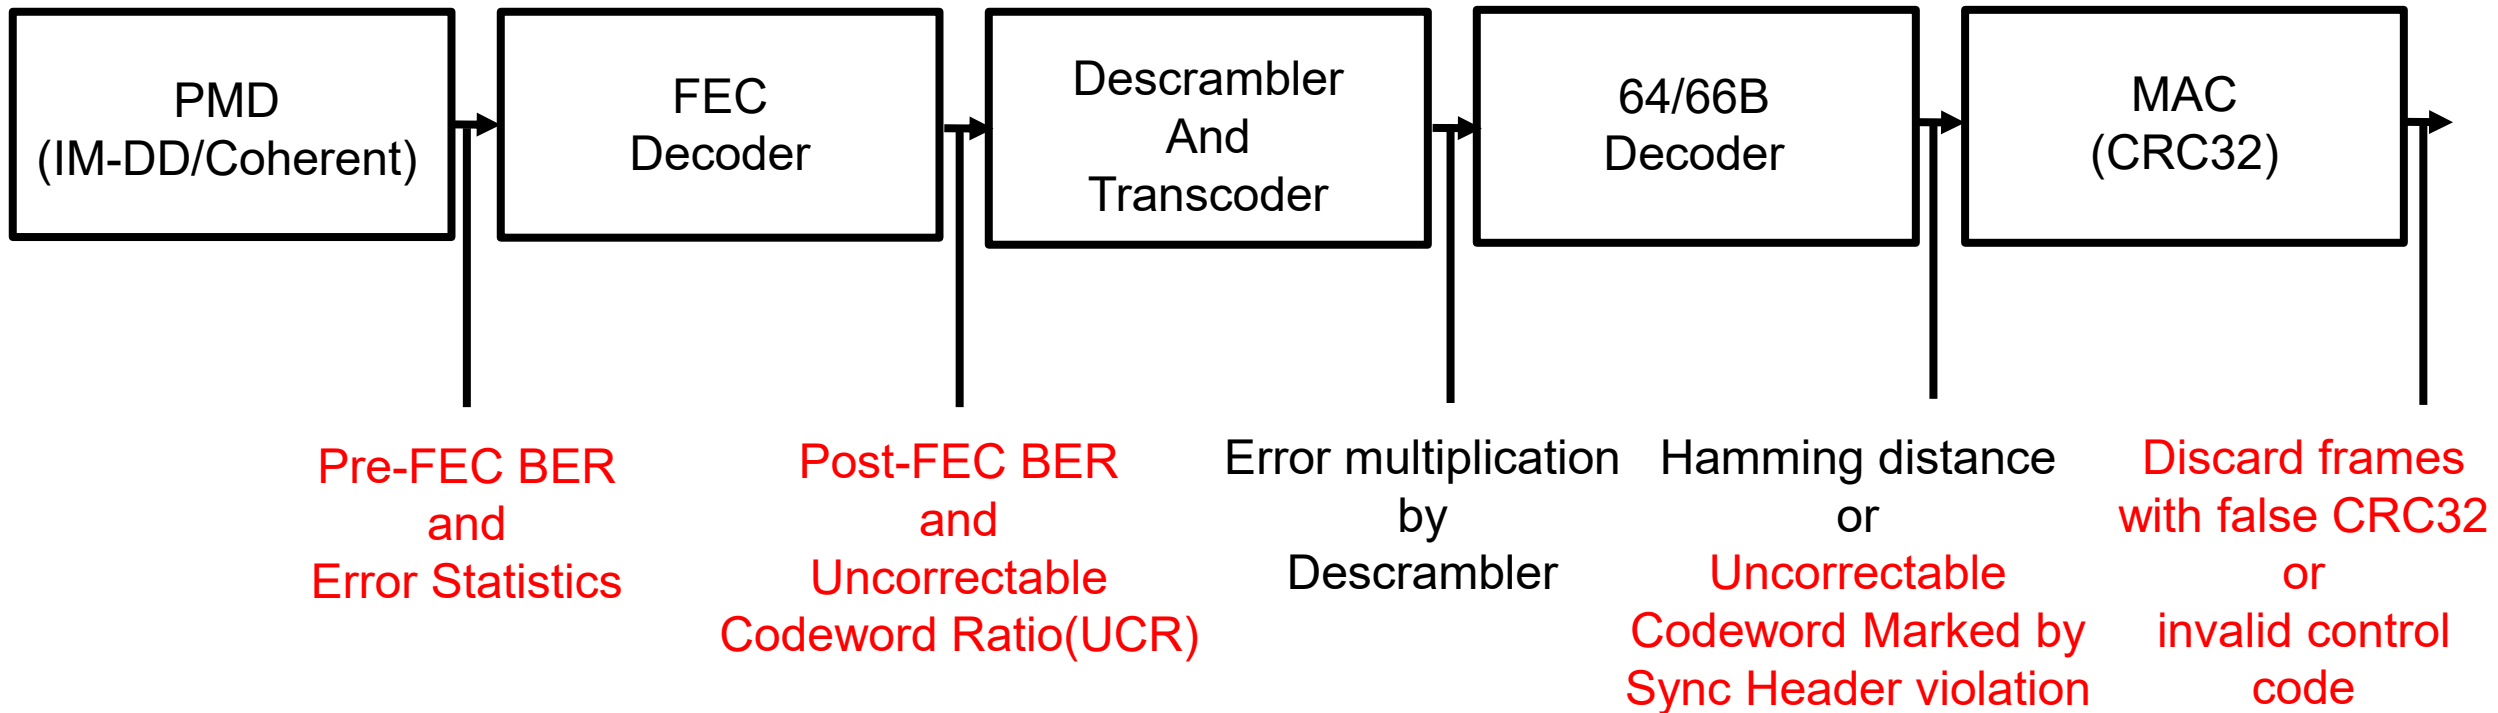 PMD
(IM-DD/Coherent)
FEC
Decoder
Descrambler
And
Transcoder
64/66B
Decoder
MAC
(CRC32)
Pre-FEC BER
and
Error Statistics
Post-FEC BER
and
Uncorrectable
Codeword Ratio(UCR)
Error multiplication
by
Descrambler
Hamming distance
or
Uncorrectable
Codeword Marked by
Sync Header violation
Discard frames
with false CRC32
or
invalid control
code